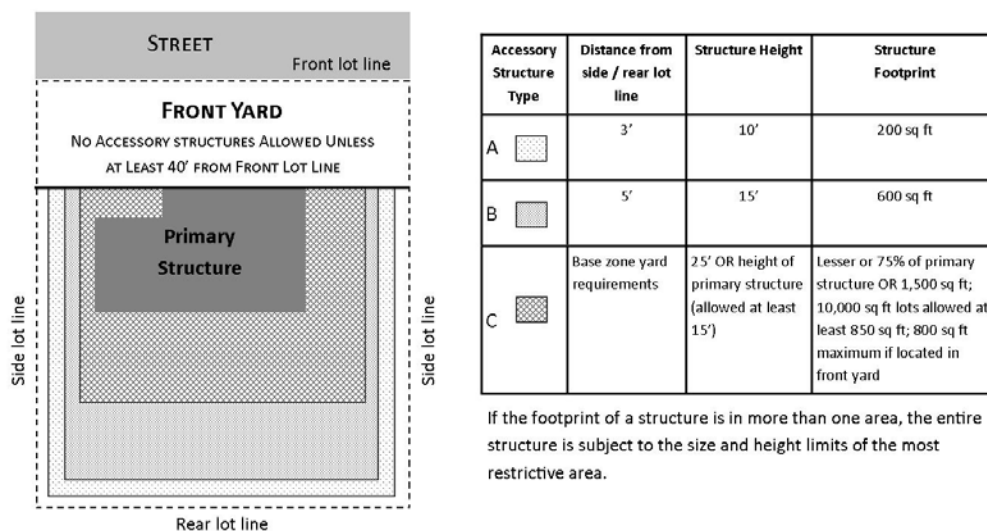 STREET
Front lot line
FRONT YARD
NO ACCESSORY STRUCTURES ALLOWED UNLESS
AT LEAST 40’ FROM FRONT LOT LINE
Primary
Structure
Side lot line
Side lot line
Rear lot line
Accessory
Structure
Type
Distance from
side / rear lot
line
Structure Height
Structure
Footprint
A
3’
10’
200 sq ft
B
5’
15’
600 sq ft
C
Base zone yard
requirements
25’ OR height of
primary structure
(allowed at least
15’)
Lesser or 75% of primary
structure OR 1,500 sq ft;
10,000 sq ft lots allowed at
least 850 sq ft; 800 sq ft
maximum if located in
front yard
If the footprint of a structure is in more than one area, the entire
structure is subject to the size and height limits of the most
restrictive area.